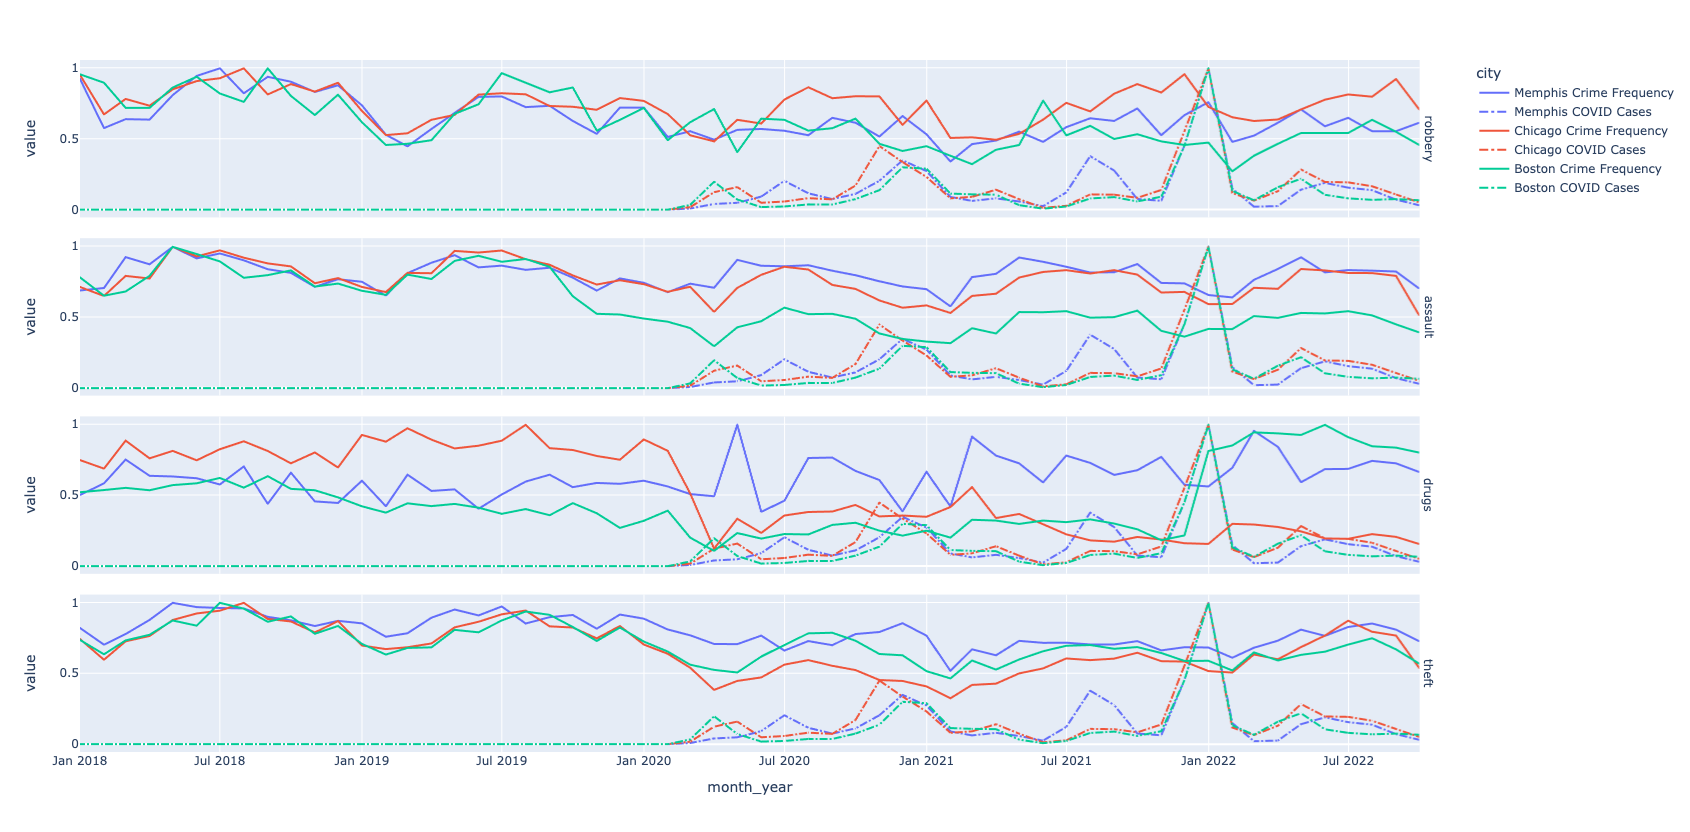 city
Memphis Crime Frequency
Memphis COVID Cases
Chicago Crime Frequency
Chicago COVID Cases
Boston Crime Frequency
Boston COVID Cases
1
0.5
0
value
robbery
1
0.5
0
value
assault
1
0.5
0
value
drugs
1
0.5
0
value
theft
Jan 2018
Jul 2018
Jan 2019
Jul 2019
Jan 2020
Jul 2020
Jan 2021
Jul 2021
Jan 2022
Jul 2022
month_year